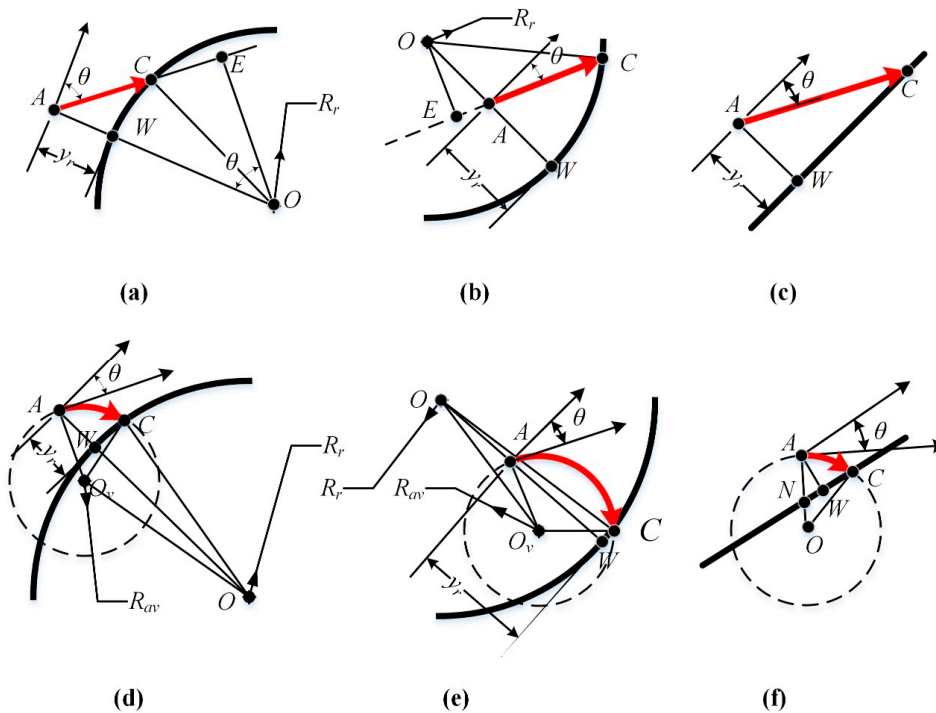 θ
A
C
E
W
R_r
y_r
θ
O
(a)
R_r
O
θ
C
E
A
W
y_r
(b)
θ
A
C
W
y_r
(c)
θ
A
C
W
y_r
O_v
R_r
R_av
O
(d)
O
A
θ
R_r
R_av
O_v
C
W
y_r
(e)
A
θ
C
N
W
O
(f)